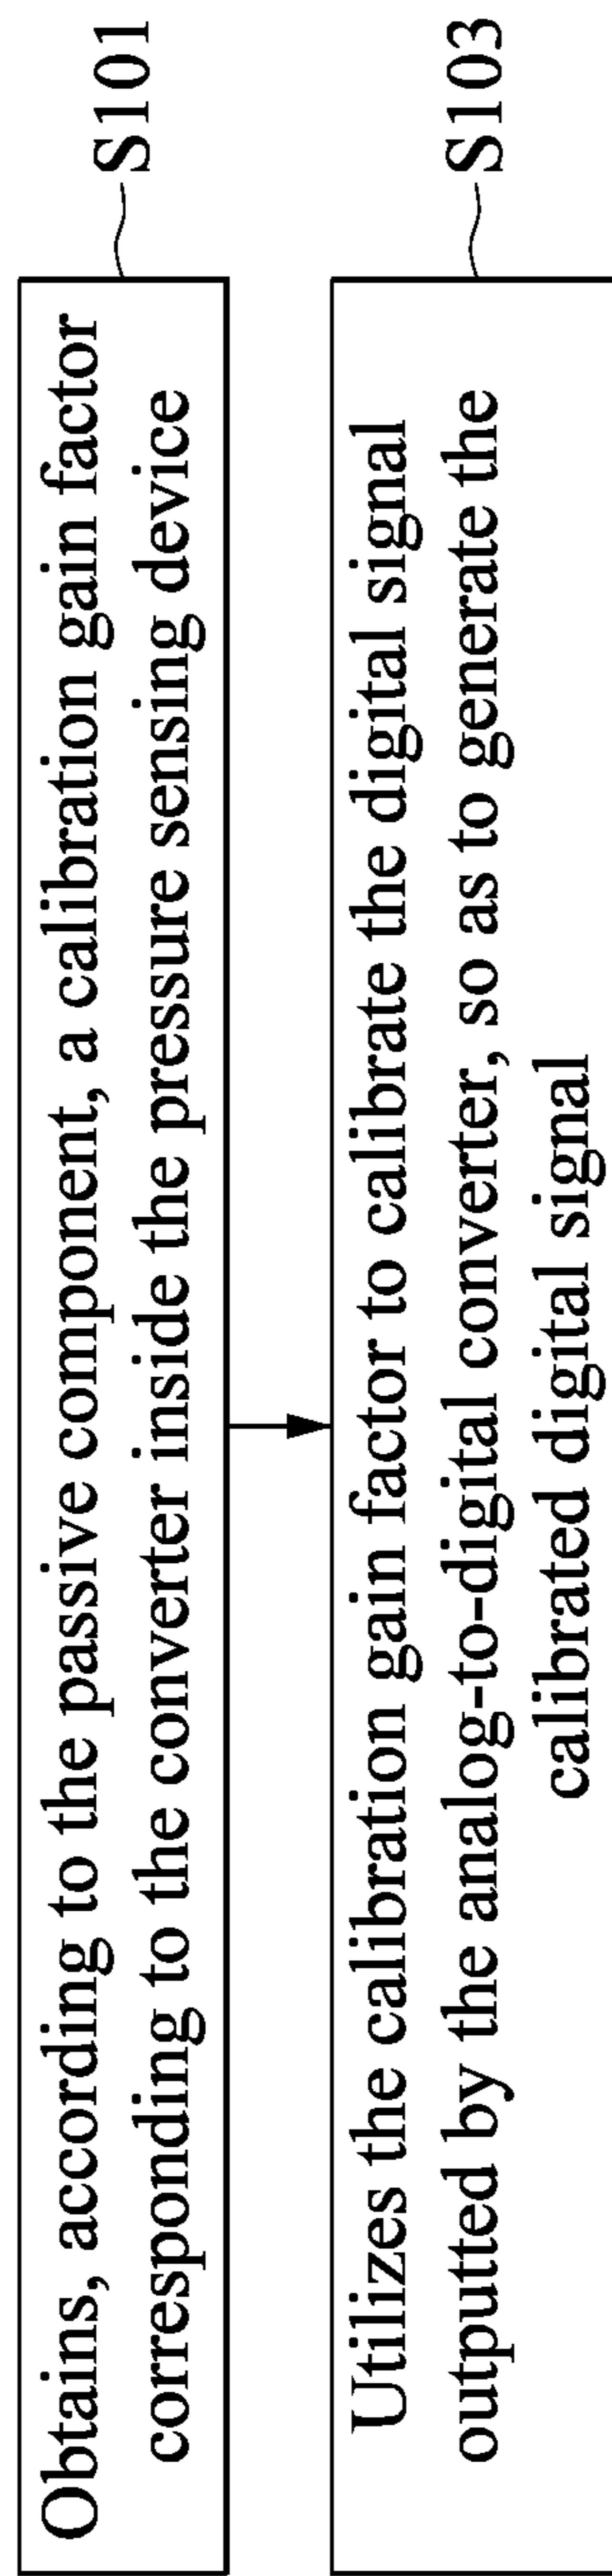 Obtains, according to the passive component, a calibration gain factor
corresponding to the converter inside the pressure sensing device
S101
Utilizes the calibration gain factor to calibrate the digital signal
outputted by the analog-to-digital converter, so as to generate the
calibrated digital signal
S103